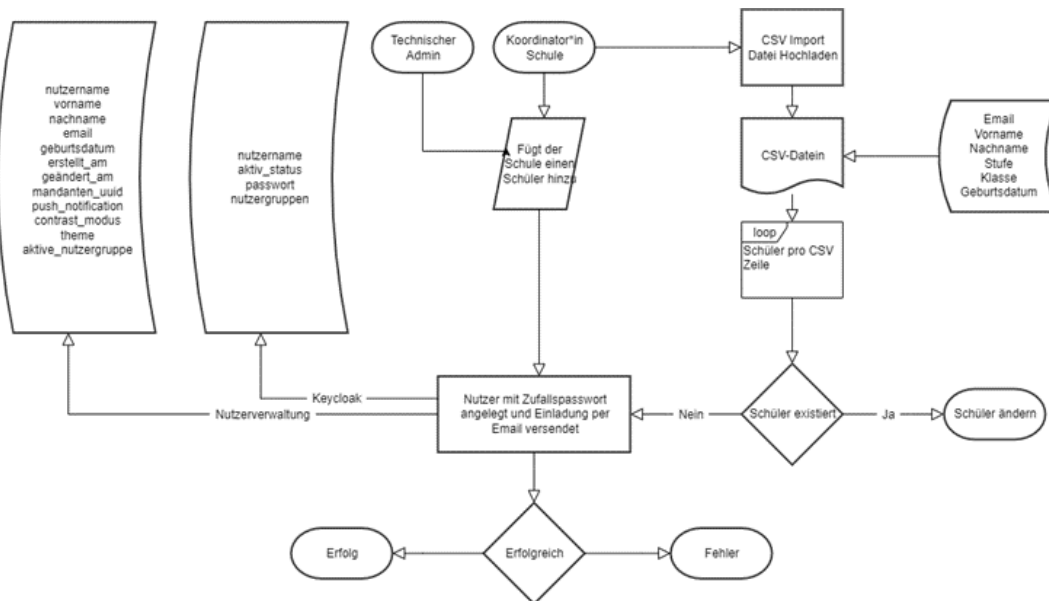 Technischer
Admin
Koordinator*in
Schule
CSV Import
Datei Hochladen
nutzername
vorname
nachname
email
geburtsdatum
erstellt_am
geändert_am
mandanten_uuid
push_notification
contrast_modus
theme
aktive_nutzergruppe
nutzername
aktiv_status
passwort
nutzergruppen
Fügt der
Schule einen
Schüler hinzu
CSV-Datein
Email
Vorname
Nachname
Stufe
Klasse
Geburtsdatum
loop
Schüler pro CSV
Zeile
Keycloak
Nutzerverwaltung
Nutzer mit Zufallspasswort
angelegt und Einladung per
Email versendet
Nein
Schüler existiert
Ja
Schüler ändern
Erfolg
Erfolgreich
Fehler